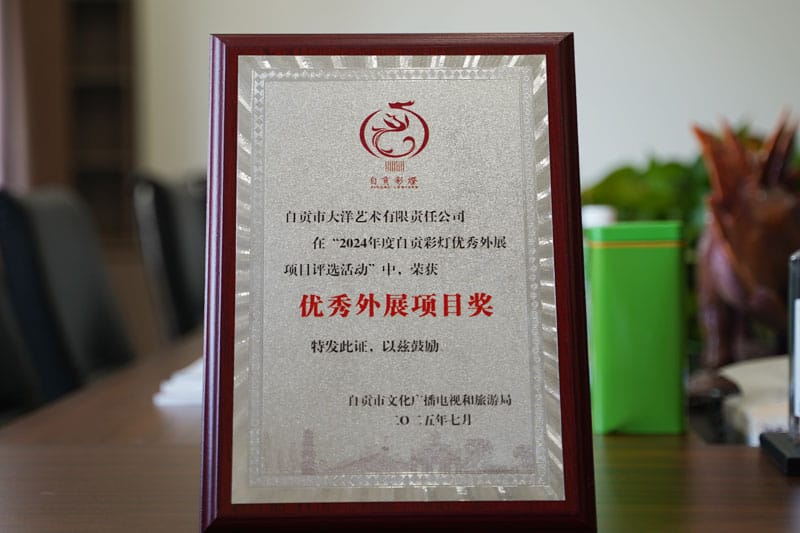 自贡彩燈
ZIGONG LANTERN
自贡市大洋艺术有限责任公司
在“2024年度自贡彩灯优秀外展
项目评选活动”中，荣获
优秀外展项目奖
特发此证，以兹鼓励
自贡市文化广播电视和旅游局
二〇二五年七月